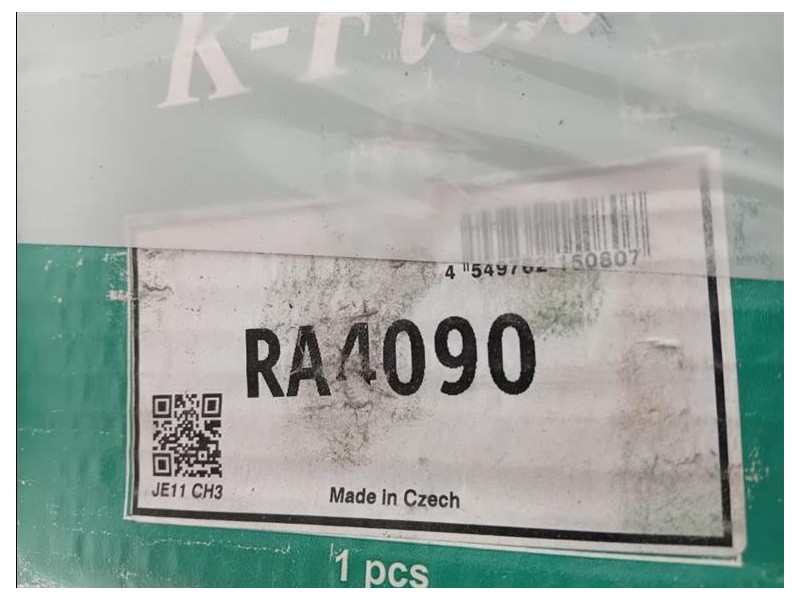 K-Flex
4 549762 150807
RA4090
JE11 CH3
Made in Czech
1 pcs